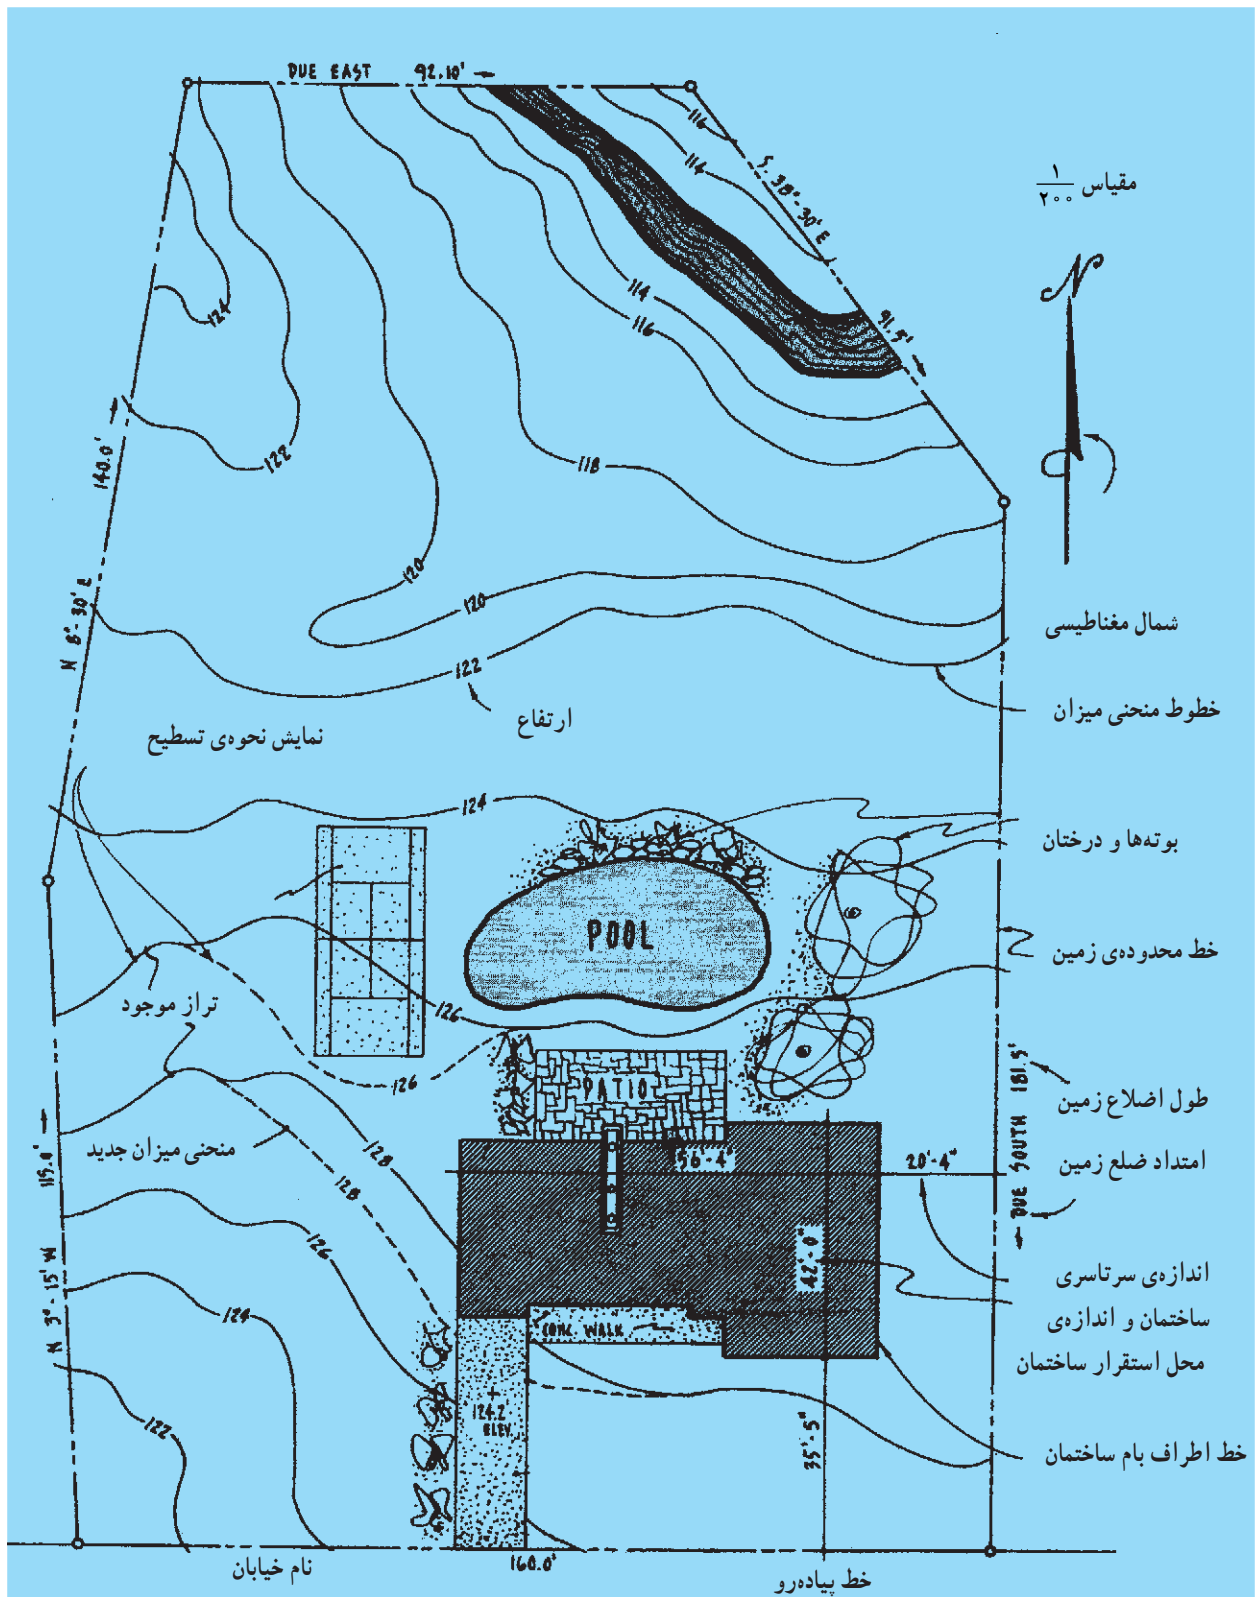 DUE EAST 92.10'
116
114
S. 38°-30' E
مقیاس ۱/۲۰۰
N
124
114
116
91.5'
140.0'
122
118
120
120
N 8°-30' E
شمال مغناطیسی
122
خطوط منحنی میزان
ارتفاع
نمایش نحوه‌ی تسطیح
124
بوته‌ها و درختان
POOL
خط محدوده‌ی زمین
تراز موجود
126
126
PATIO
DUE SOUTH 181.5'
طول اضلاع زمین
منحنی میزان جدید
128
128
56'-4"
20'-4"
امتداد ضلع زمین
N 3°-15' W 115.0'
126
42'-0"
اندازه‌ی سرتاسری
ساختمان و اندازه‌ی
محل استقرار ساختمان
124
CONC. WALK
122
124.2'
ELEV.
35'-5"
خط اطراف بام ساختمان
160.0'
نام خیابان
خط پیاده‌رو